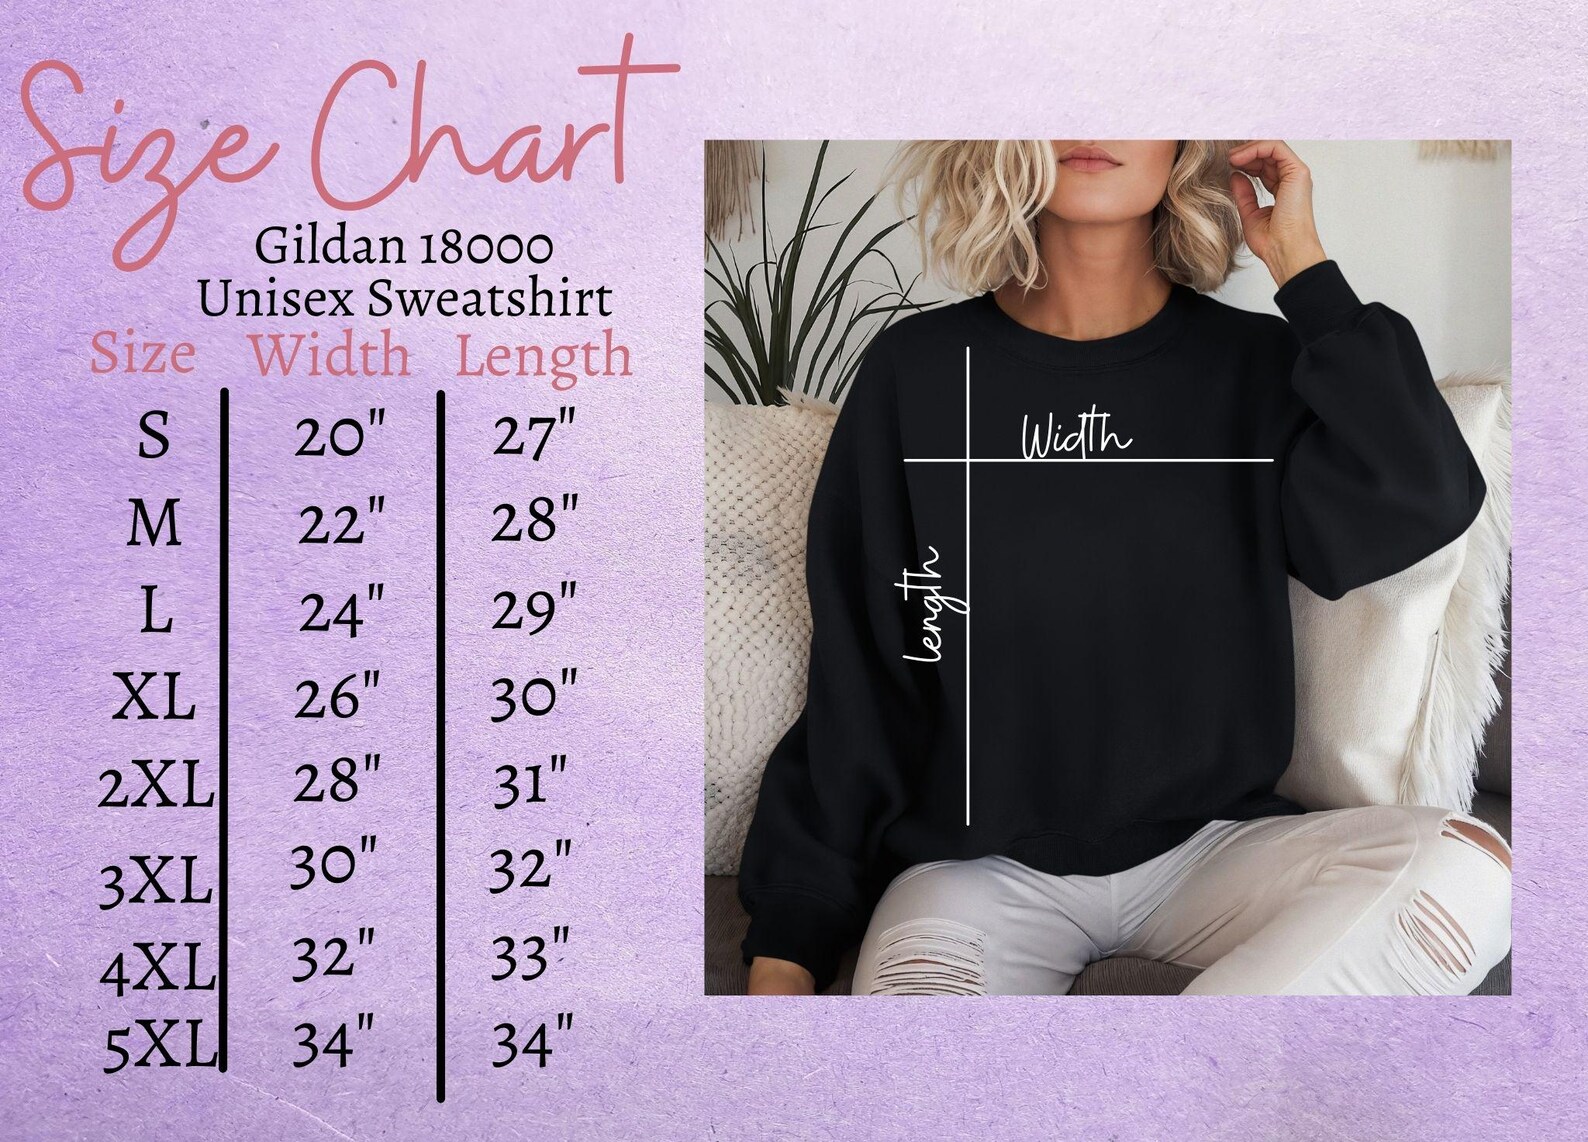 Size Chart
Gildan 18000
Unisex Sweatshirt
Size Width Length
S 20" 27"
M 22" 28"
L 24" 29"
XL 26" 30"
2XL 28" 31"
3XL 30" 32"
4XL 32" 33"
5XL 34" 34"
Width
length